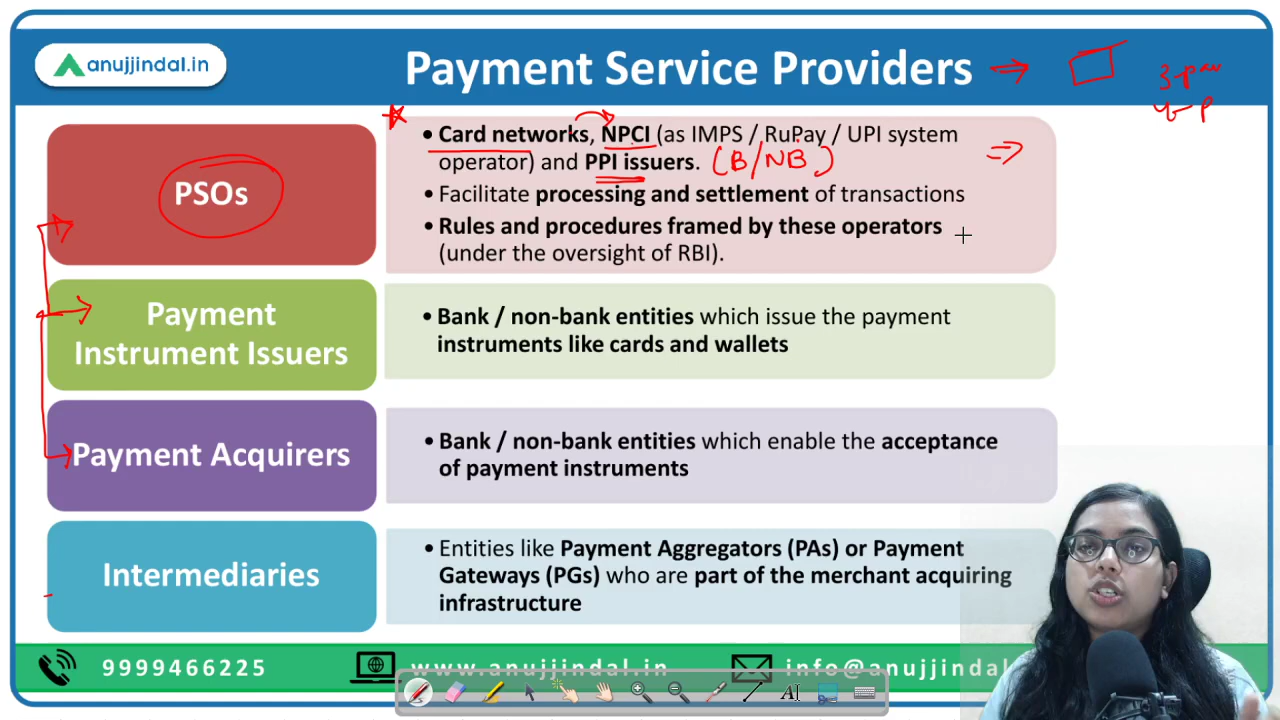 anujjindal.in
Payment Service Providers
3-par
4-P
PSOs
• Card networks, NPCI (as IMPS / RuPay / UPI system
operator) and PPI issuers. (B/NB)
• Facilitate processing and settlement of transactions
• Rules and procedures framed by these operators
(under the oversight of RBI).
Payment
Instrument Issuers
• Bank / non-bank entities which issue the payment
instruments like cards and wallets
Payment Acquirers
• Bank / non-bank entities which enable the acceptance
of payment instruments
Intermediaries
• Entities like Payment Aggregators (PAs) or Payment
Gateways (PGs) who are part of the merchant acquiring
infrastructure
9999466225
www.anujjindal.in
info@anujjindal
AI